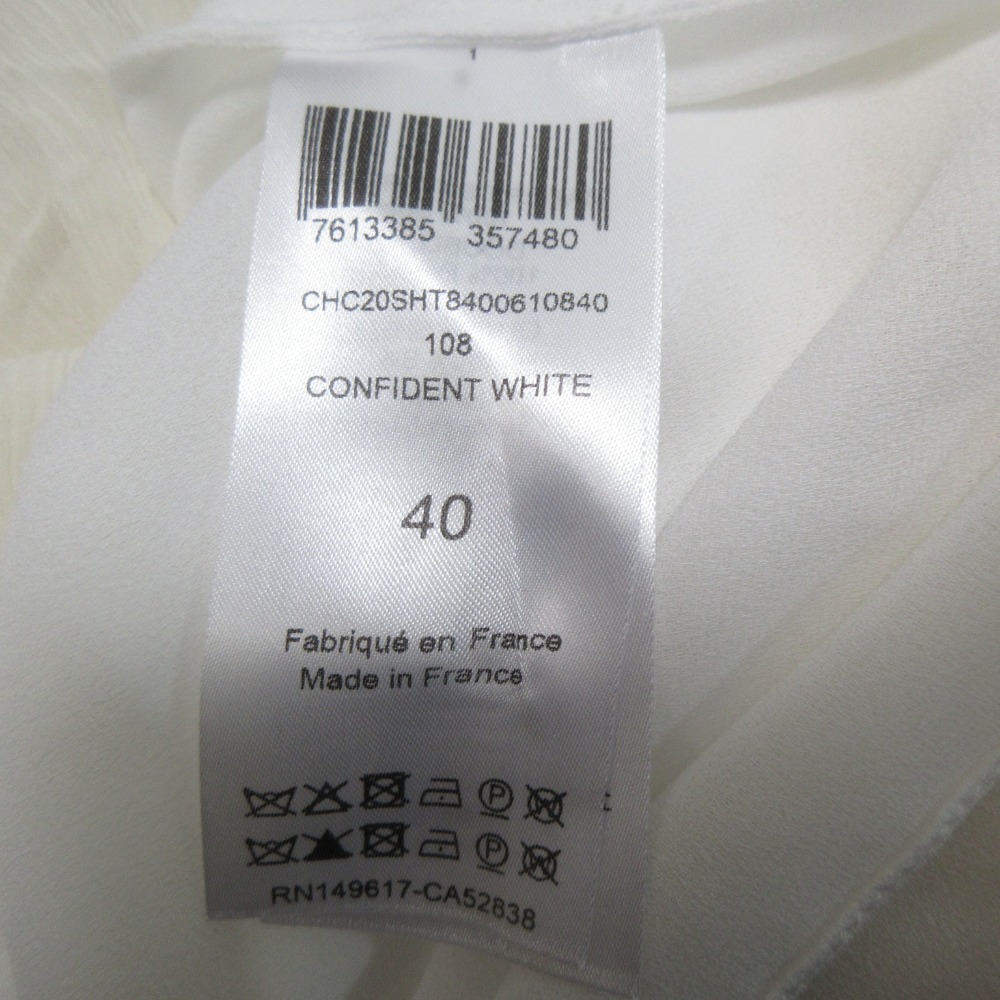 1
7613385 357480
CHC20SHT8400610840
108
CONFIDENT WHITE
40
Fabriqué en France
Made in France
RN149617-CA52838